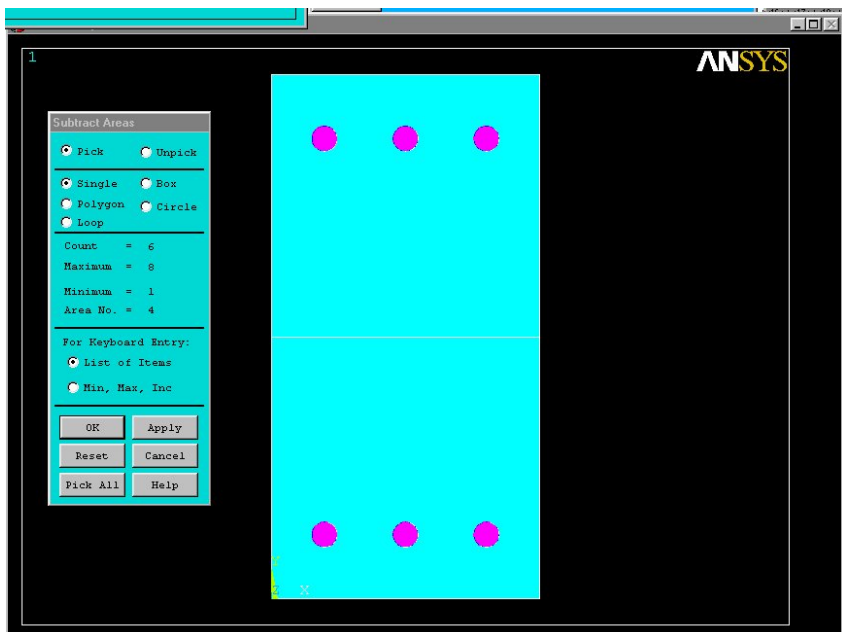 1
ANSYS
Subtract Areas
Pick Unpick
Single Box
Polygon Circle
Loop
Count = 6
Maximum = 8
Minimum = 1
Area No. = 4
For Keyboard Entry:
List of Items
Min, Max, Inc
OK Apply
Reset Cancel
Pick All Help
Y
Z X